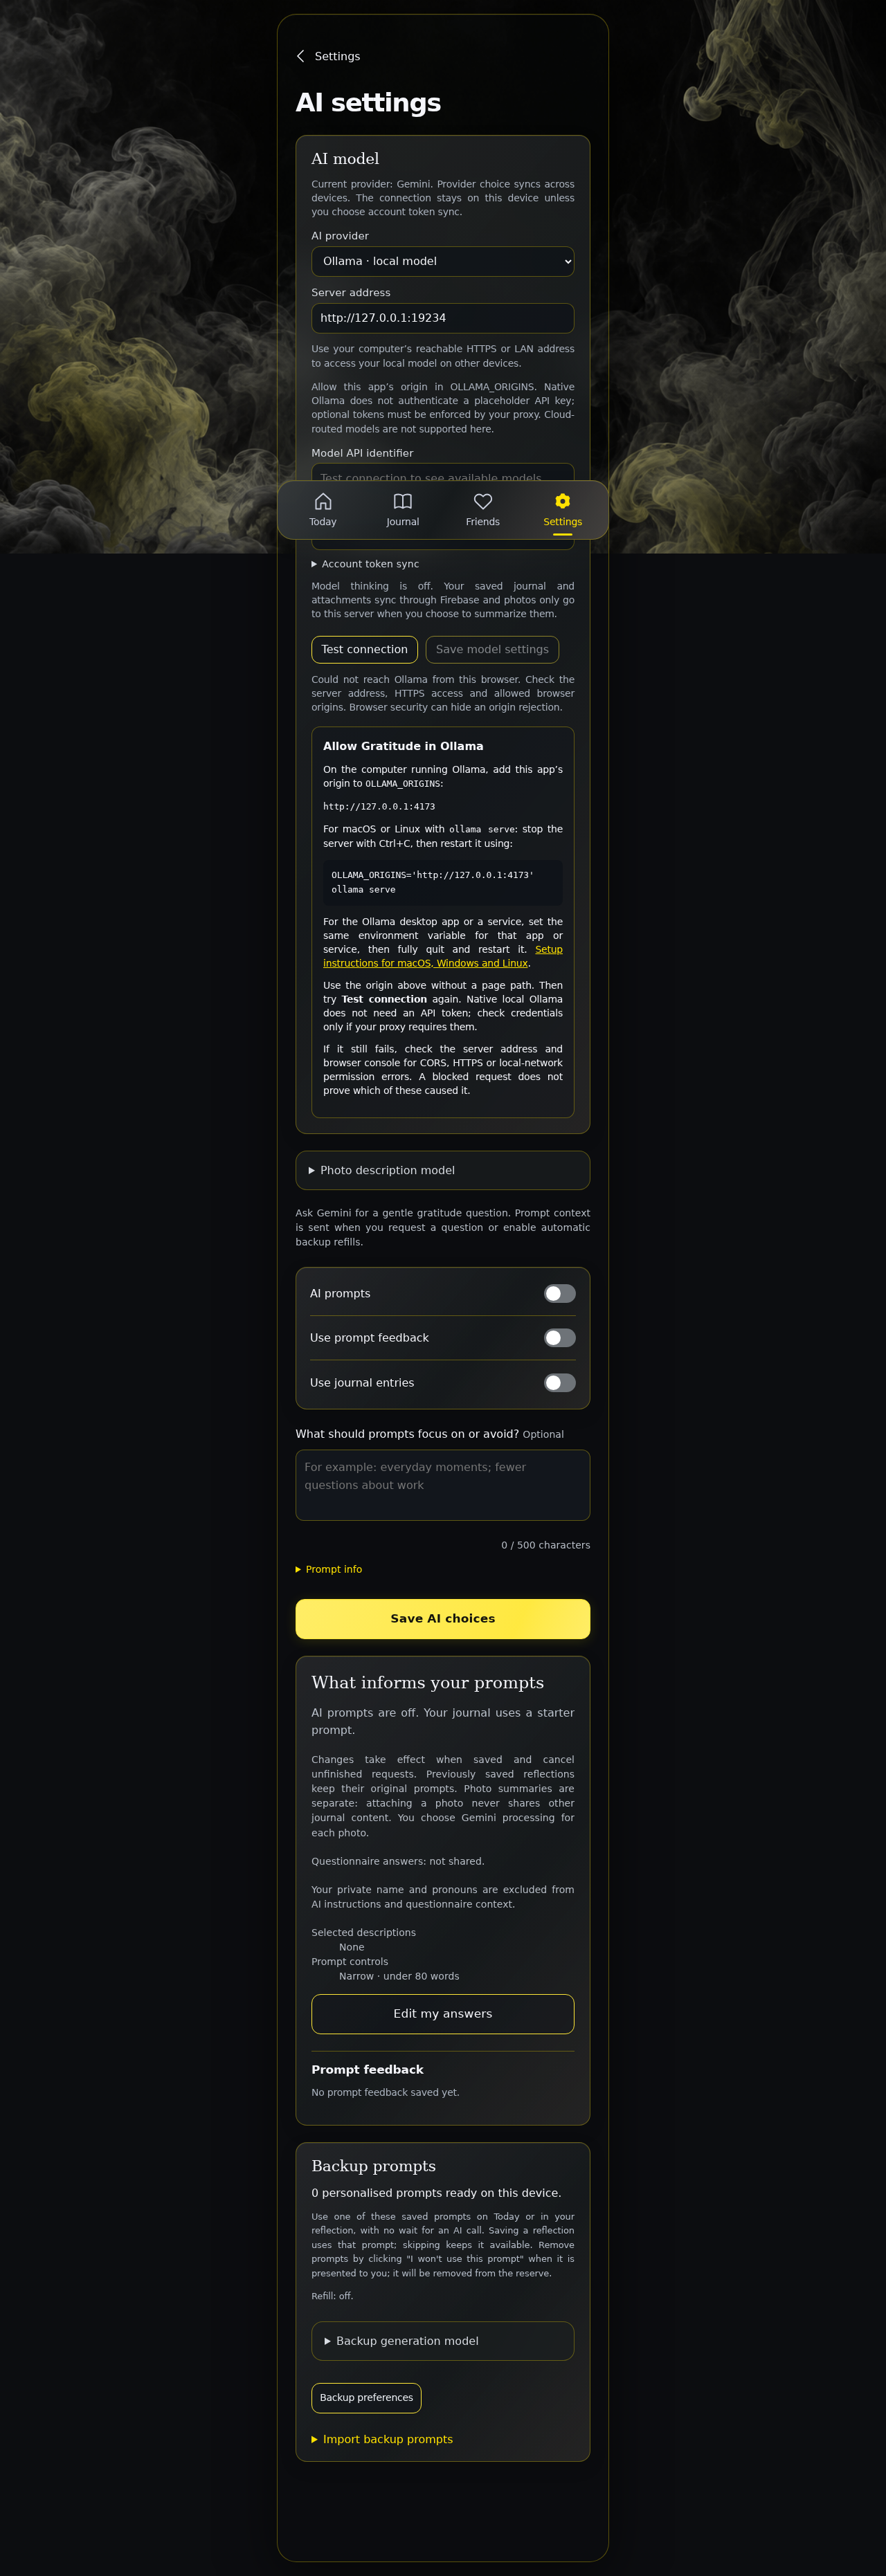 Settings
AI settings
AI model
Current provider: Gemini. Provider choice syncs across
devices. The connection stays on this device unless
you choose account token sync.
AI provider
Ollama · local model
Server address
http://127.0.0.1:19234
Use your computer’s reachable HTTPS or LAN address
to access your local model on other devices.
Allow this app’s origin in OLLAMA_ORIGINS. Native
Ollama does not authenticate a placeholder API key;
optional tokens must be enforced by your proxy. Cloud-
routed models are not supported here.
Model API identifier
Test connection to see available models
Today
Journal
Friends
Settings
▶ Account token sync
Model thinking is off. Your saved journal and
attachments sync through Firebase and photos only go
to this server when you choose to summarize them.
Test connection
Save model settings
Could not reach Ollama from this browser. Check the
server address, HTTPS access and allowed browser
origins. Browser security can hide an origin rejection.
Allow Gratitude in Ollama
On the computer running Ollama, add this app’s
origin to OLLAMA_ORIGINS:
http://127.0.0.1:4173
For macOS or Linux with ollama serve: stop the
server with Ctrl+C, then restart it using:
OLLAMA_ORIGINS='http://127.0.0.1:4173'
ollama serve
For the Ollama desktop app or a service, set the
same environment variable for that app or
service, then fully quit and restart it. Setup
instructions for macOS, Windows and Linux.
Use the origin above without a page path. Then
try Test connection again. Native local Ollama
does not need an API token; check credentials
only if your proxy requires them.
If it still fails, check the server address and
browser console for CORS, HTTPS or local-network
permission errors. A blocked request does not
prove which of these caused it.
▶ Photo description model
Ask Gemini for a gentle gratitude question. Prompt context
is sent when you request a question or enable automatic
backup refills.
AI prompts
Use prompt feedback
Use journal entries
What should prompts focus on or avoid? Optional
For example: everyday moments; fewer
questions about work
0 / 500 characters
▶ Prompt info
Save AI choices
What informs your prompts
AI prompts are off. Your journal uses a starter
prompt.
Changes take effect when saved and cancel
unfinished requests. Previously saved reflections
keep their original prompts. Photo summaries are
separate: attaching a photo never shares other
journal content. You choose Gemini processing for
each photo.
Questionnaire answers: not shared.
Your private name and pronouns are excluded from
AI instructions and questionnaire context.
Selected descriptions
None
Prompt controls
Narrow · under 80 words
Edit my answers
Prompt feedback
No prompt feedback saved yet.
Backup prompts
0 personalised prompts ready on this device.
Use one of these saved prompts on Today or in your
reflection, with no wait for an AI call. Saving a reflection
uses that prompt; skipping keeps it available. Remove
prompts by clicking "I won't use this prompt" when it is
presented to you; it will be removed from the reserve.
Refill: off.
▶ Backup generation model
Backup preferences
▶ Import backup prompts